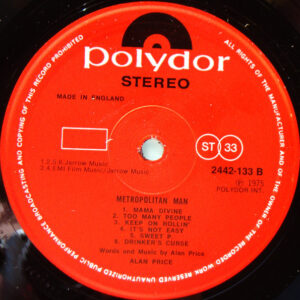 polydor
STEREO
MADE IN ENGLAND
ST 33
2442-133 B
℗ 1975
POLYDOR INT.
1,2,5,6 Jarrow Music
2,4,EMI Film Music/Jarrow Music
METROPOLITAN MAN
1. MAMA DIVINE
2. TOO MANY PEOPLE
3. KEEP ON ROLLIN'
4. IT'S NOT EASY
5. SWEET P.
6. DRINKER'S CURSE
Words and Music by Alan Price
ALAN PRICE
UNAUTHORIZED PUBLIC PERFORMANCE BROADCASTING AND COPYING OF THIS RECORD PROHIBITED
ALL RIGHTS OF THE MANUFACTURER AND OF THE OWNER OF THE RECORDED WORK RESERVED